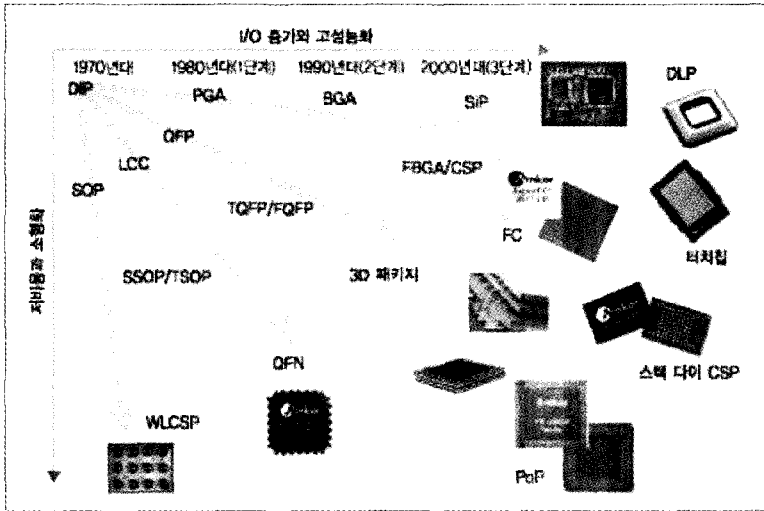 I/O 증가와 고성능화
1970년대 1980년대(1단계) 1990년대(2단계) 2000년대(3단계)
DIP PGA BGA SiP DLP
QFP
LCC FBGA/CSP
SOP
TQFP/FQFP
FC
터치칩
저비용과 소형화
SSOP/TSOP 3D 패키지
QFN
스택 다이 CSP
WLCSP
PoP
Amkor